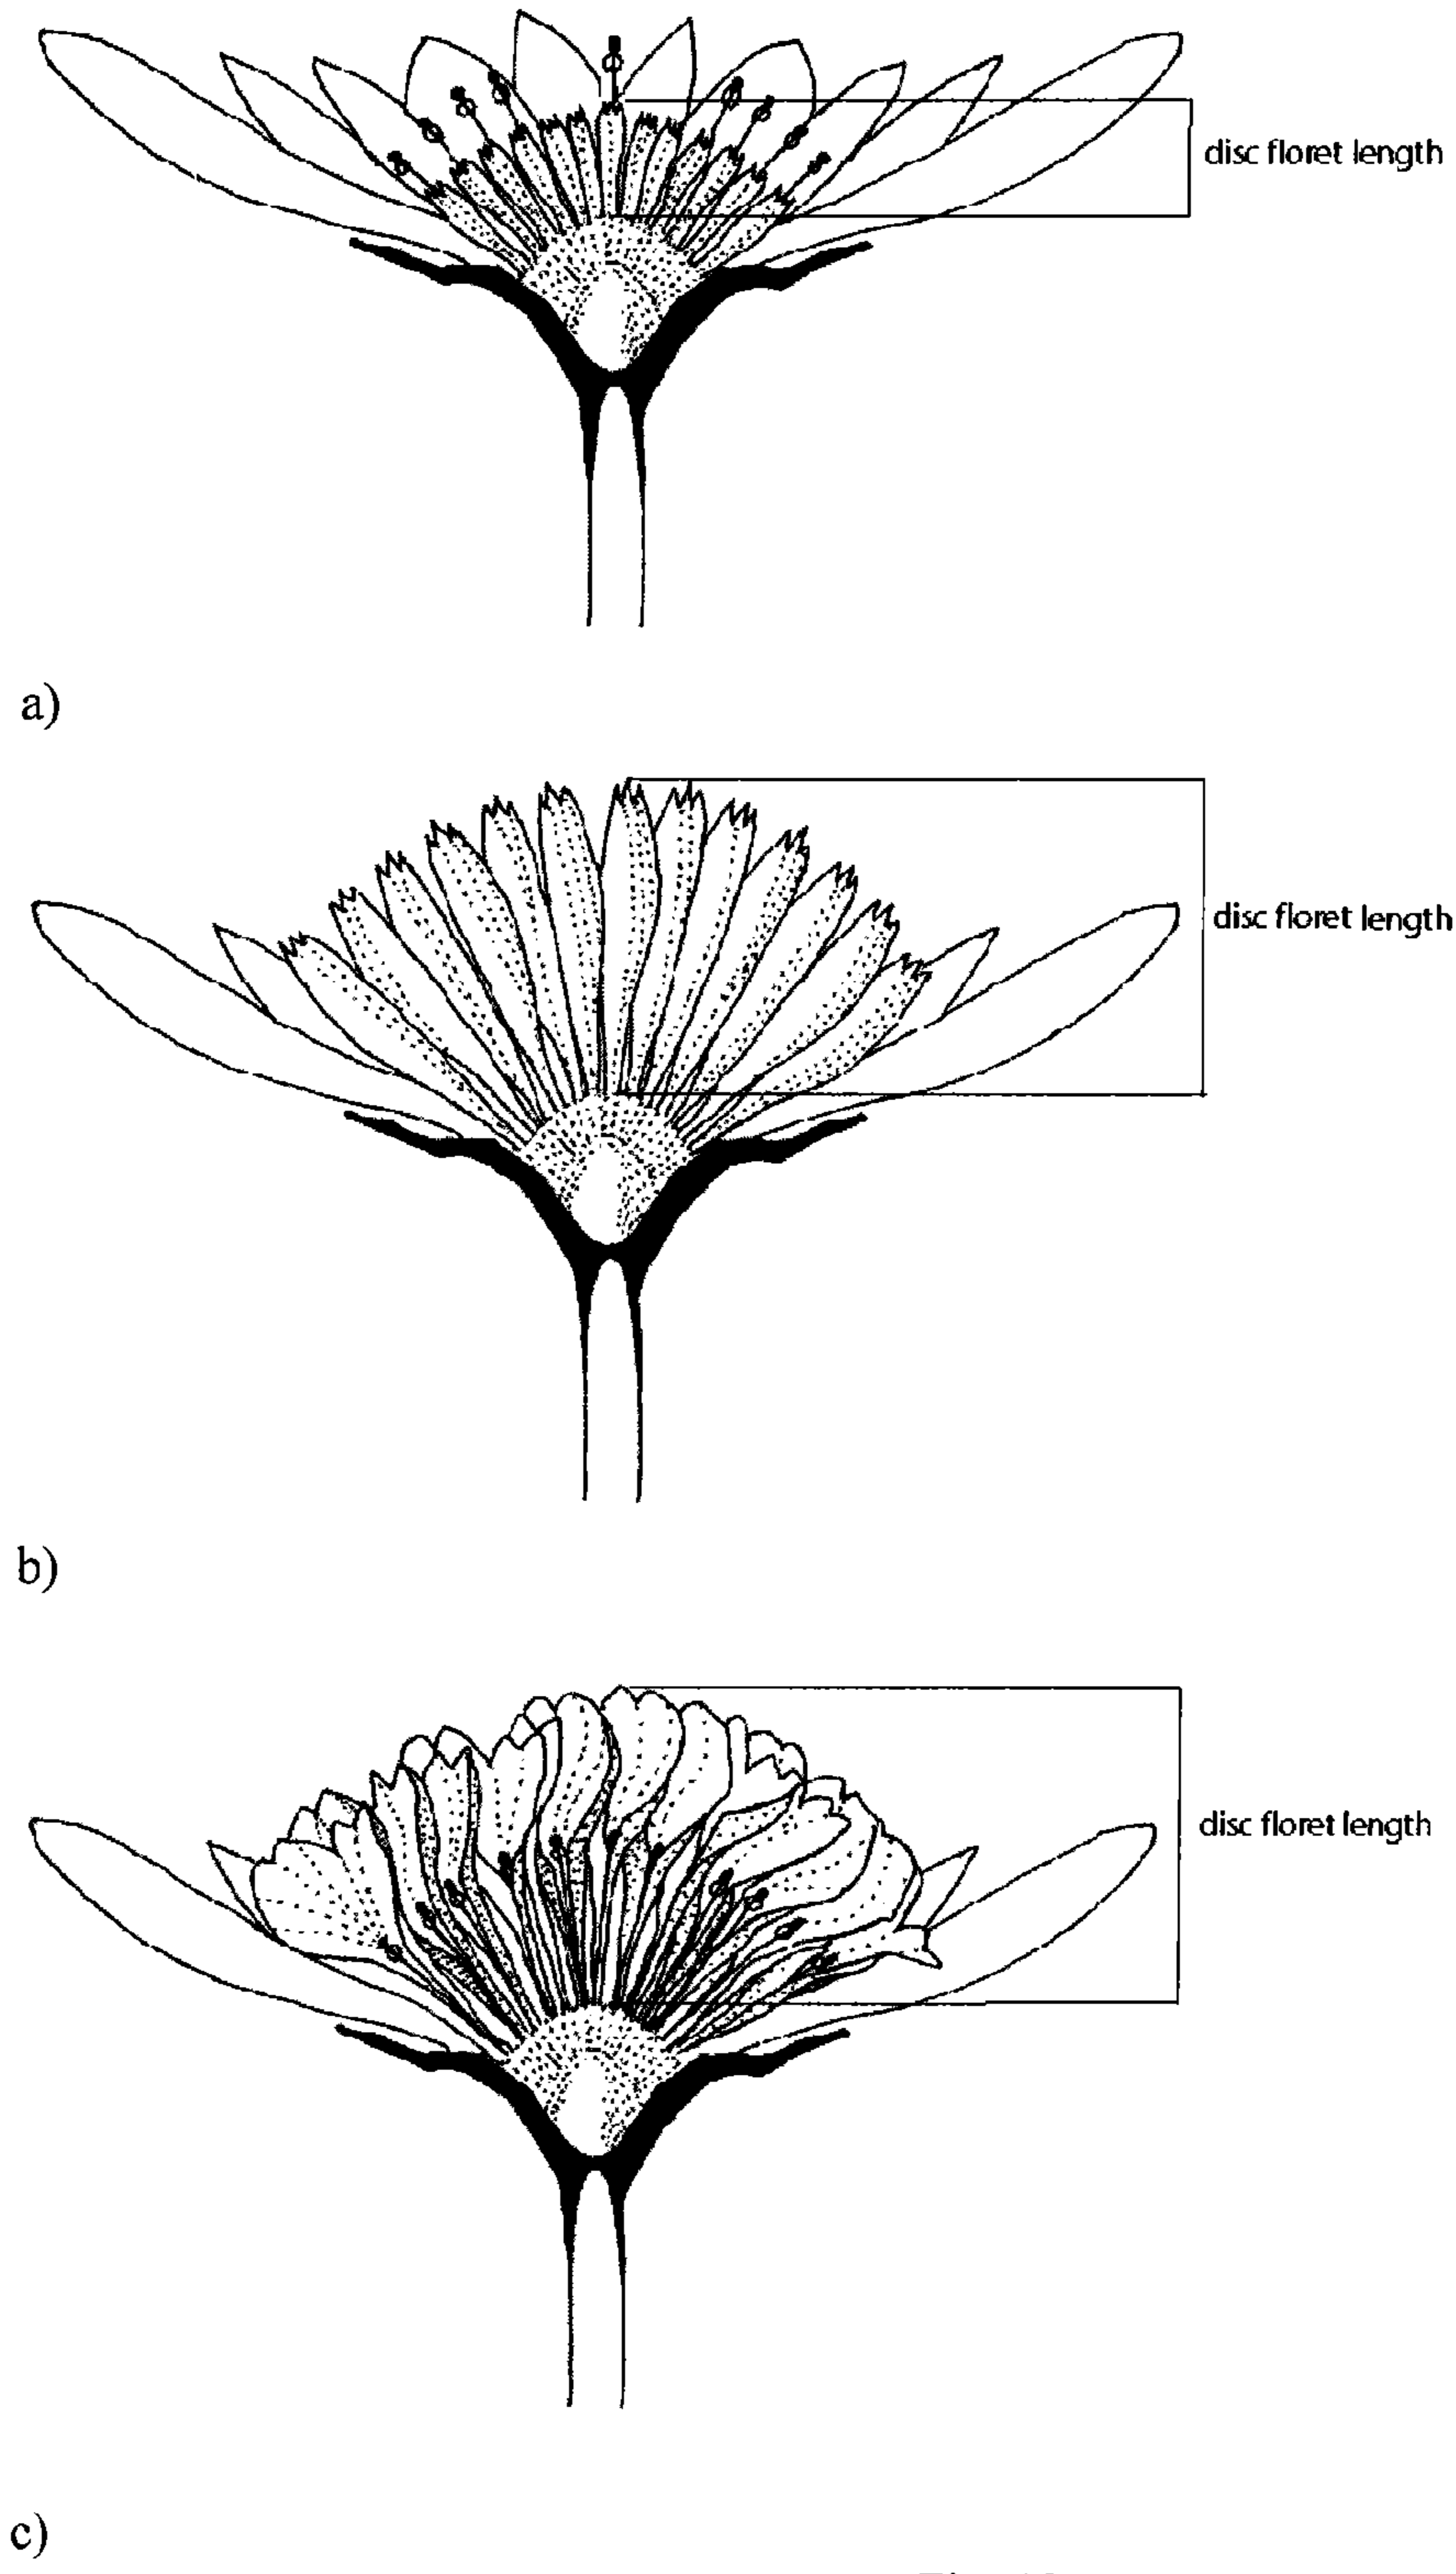 disc floret length
a)
disc floret length
b)
disc floret length
c)